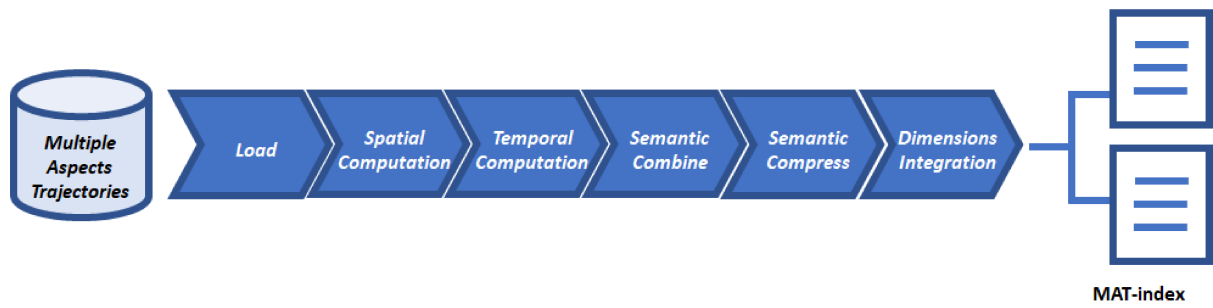 Multiple
Aspects
Trajectories
Load
Spatial
Computation
Temporal
Computation
Semantic
Combine
Semantic
Compress
Dimensions
Integration
MAT-index